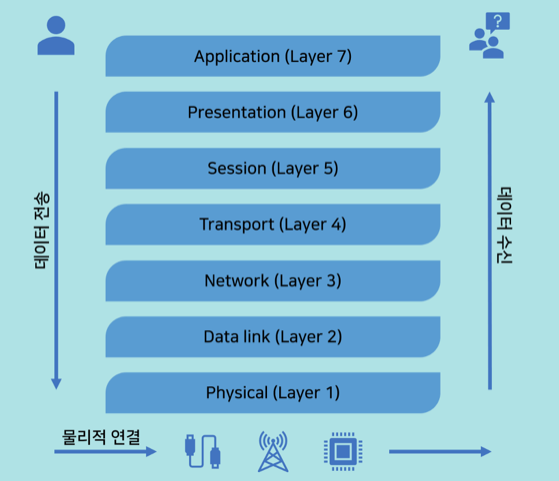 Application (Layer 7)
Presentation (Layer 6)
Session (Layer 5)
Transport (Layer 4)
Network (Layer 3)
Data link (Layer 2)
Physical (Layer 1)
데이터 전송
데이터 수신
물리적 연결
?